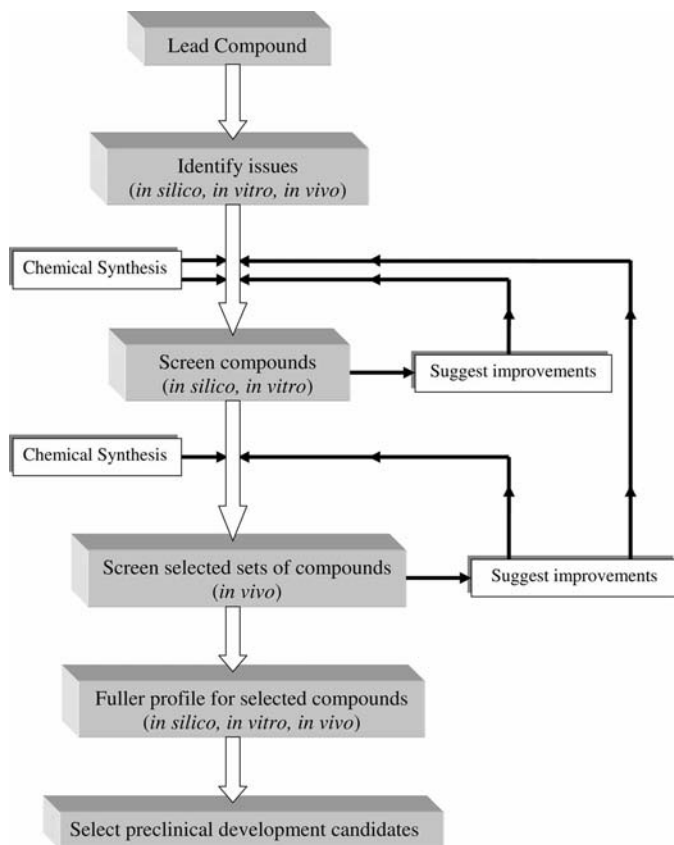 Lead Compound
Identify issues
(in silico, in vitro, in vivo)
Chemical Synthesis
Screen compounds
(in silico, in vitro)
Suggest improvements
Chemical Synthesis
Screen selected sets of compounds
(in vivo)
Suggest improvements
Fuller profile for selected compounds
(in silico, in vitro, in vivo)
Select preclinical development candidates